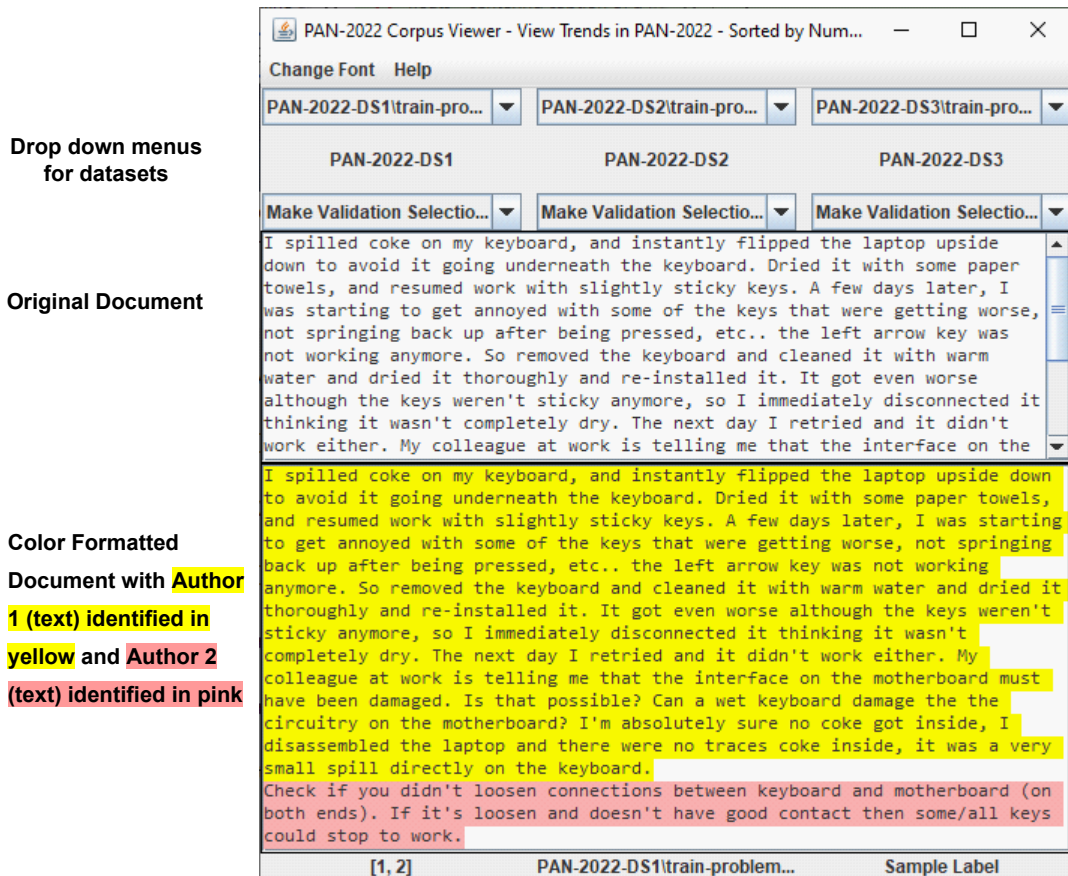 PAN-2022 Corpus Viewer - View Trends in PAN-2022 - Sorted by Num...
Change Font Help
PAN-2022-DS1\train-pro... PAN-2022-DS2\train-pro... PAN-2022-DS3\train-pro...
Drop down menus
for datasets
PAN-2022-DS1 PAN-2022-DS2 PAN-2022-DS3
Make Validation Selectio... Make Validation Selectio... Make Validation Selectio...
Original Document
I spilled coke on my keyboard, and instantly flipped the laptop upside
down to avoid it going underneath the keyboard. Dried it with some paper
towels, and resumed work with slightly sticky keys. A few days later, I
was starting to get annoyed with some of the keys that were getting worse,
not springing back up after being pressed, etc.. the left arrow key was
not working anymore. So removed the keyboard and cleaned it with warm
water and dried it thoroughly and re-installed it. It got even worse
although the keys weren't sticky anymore, so I immediately disconnected it
thinking it wasn't completely dry. The next day I retried and it didn't
work either. My colleague at work is telling me that the interface on the
Color Formatted
Document with Author
1 (text) identified in
yellow and Author 2
(text) identified in pink
I spilled coke on my keyboard, and instantly flipped the laptop upside down
to avoid it going underneath the keyboard. Dried it with some paper towels,
and resumed work with slightly sticky keys. A few days later, I was starting
to get annoyed with some of the keys that were getting worse, not springing
back up after being pressed, etc.. the left arrow key was not working
anymore. So removed the keyboard and cleaned it with warm water and dried it
thoroughly and re-installed it. It got even worse although the keys weren't
sticky anymore, so I immediately disconnected it thinking it wasn't
completely dry. The next day I retried and it didn't work either. My
colleague at work is telling me that the interface on the motherboard must
have been damaged. Is that possible? Can a wet keyboard damage the the
circuitry on the motherboard? I'm absolutely sure no coke got inside, I
disassembled the laptop and there were no traces coke inside, it was a very
small spill directly on the keyboard.
Check if you didn't loosen connections between keyboard and motherboard (on
both ends). If it's loosen and doesn't have good contact then some/all keys
could stop to work.
[1, 2] PAN-2022-DS1\train-problem... Sample Label